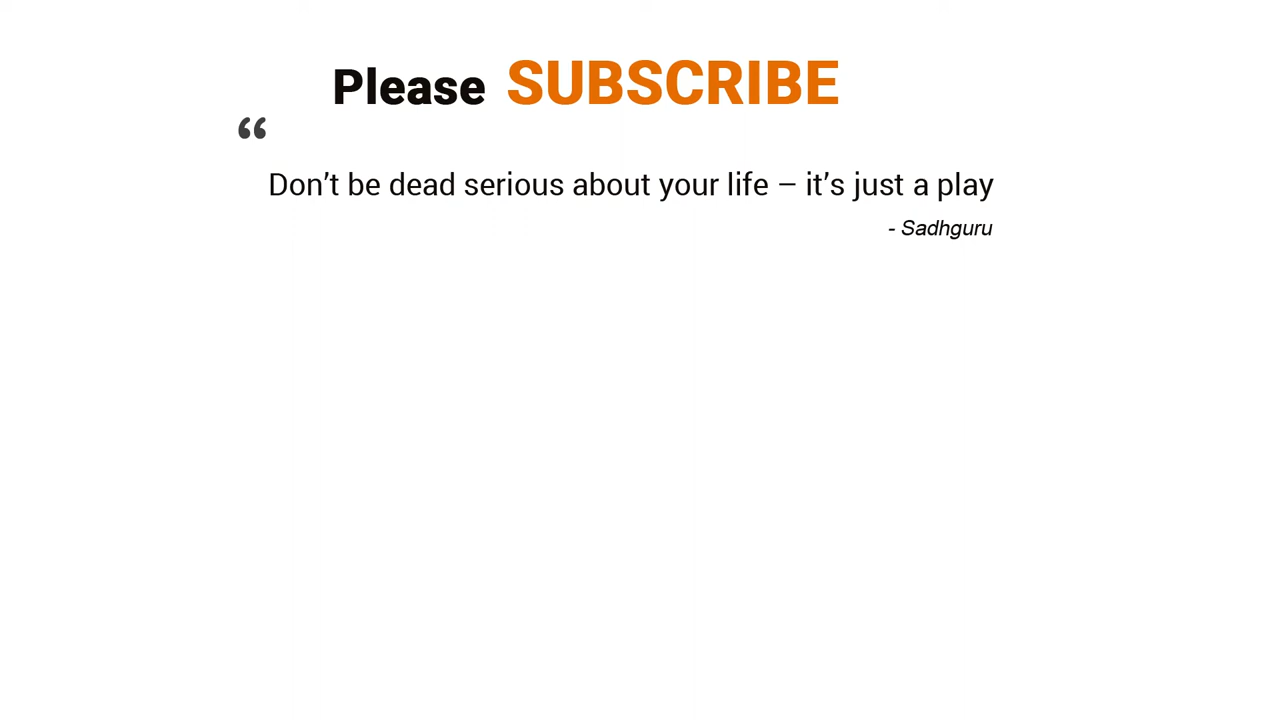 Please SUBSCRIBE
“
Don’t be dead serious about your life – it’s just a play
- Sadhguru